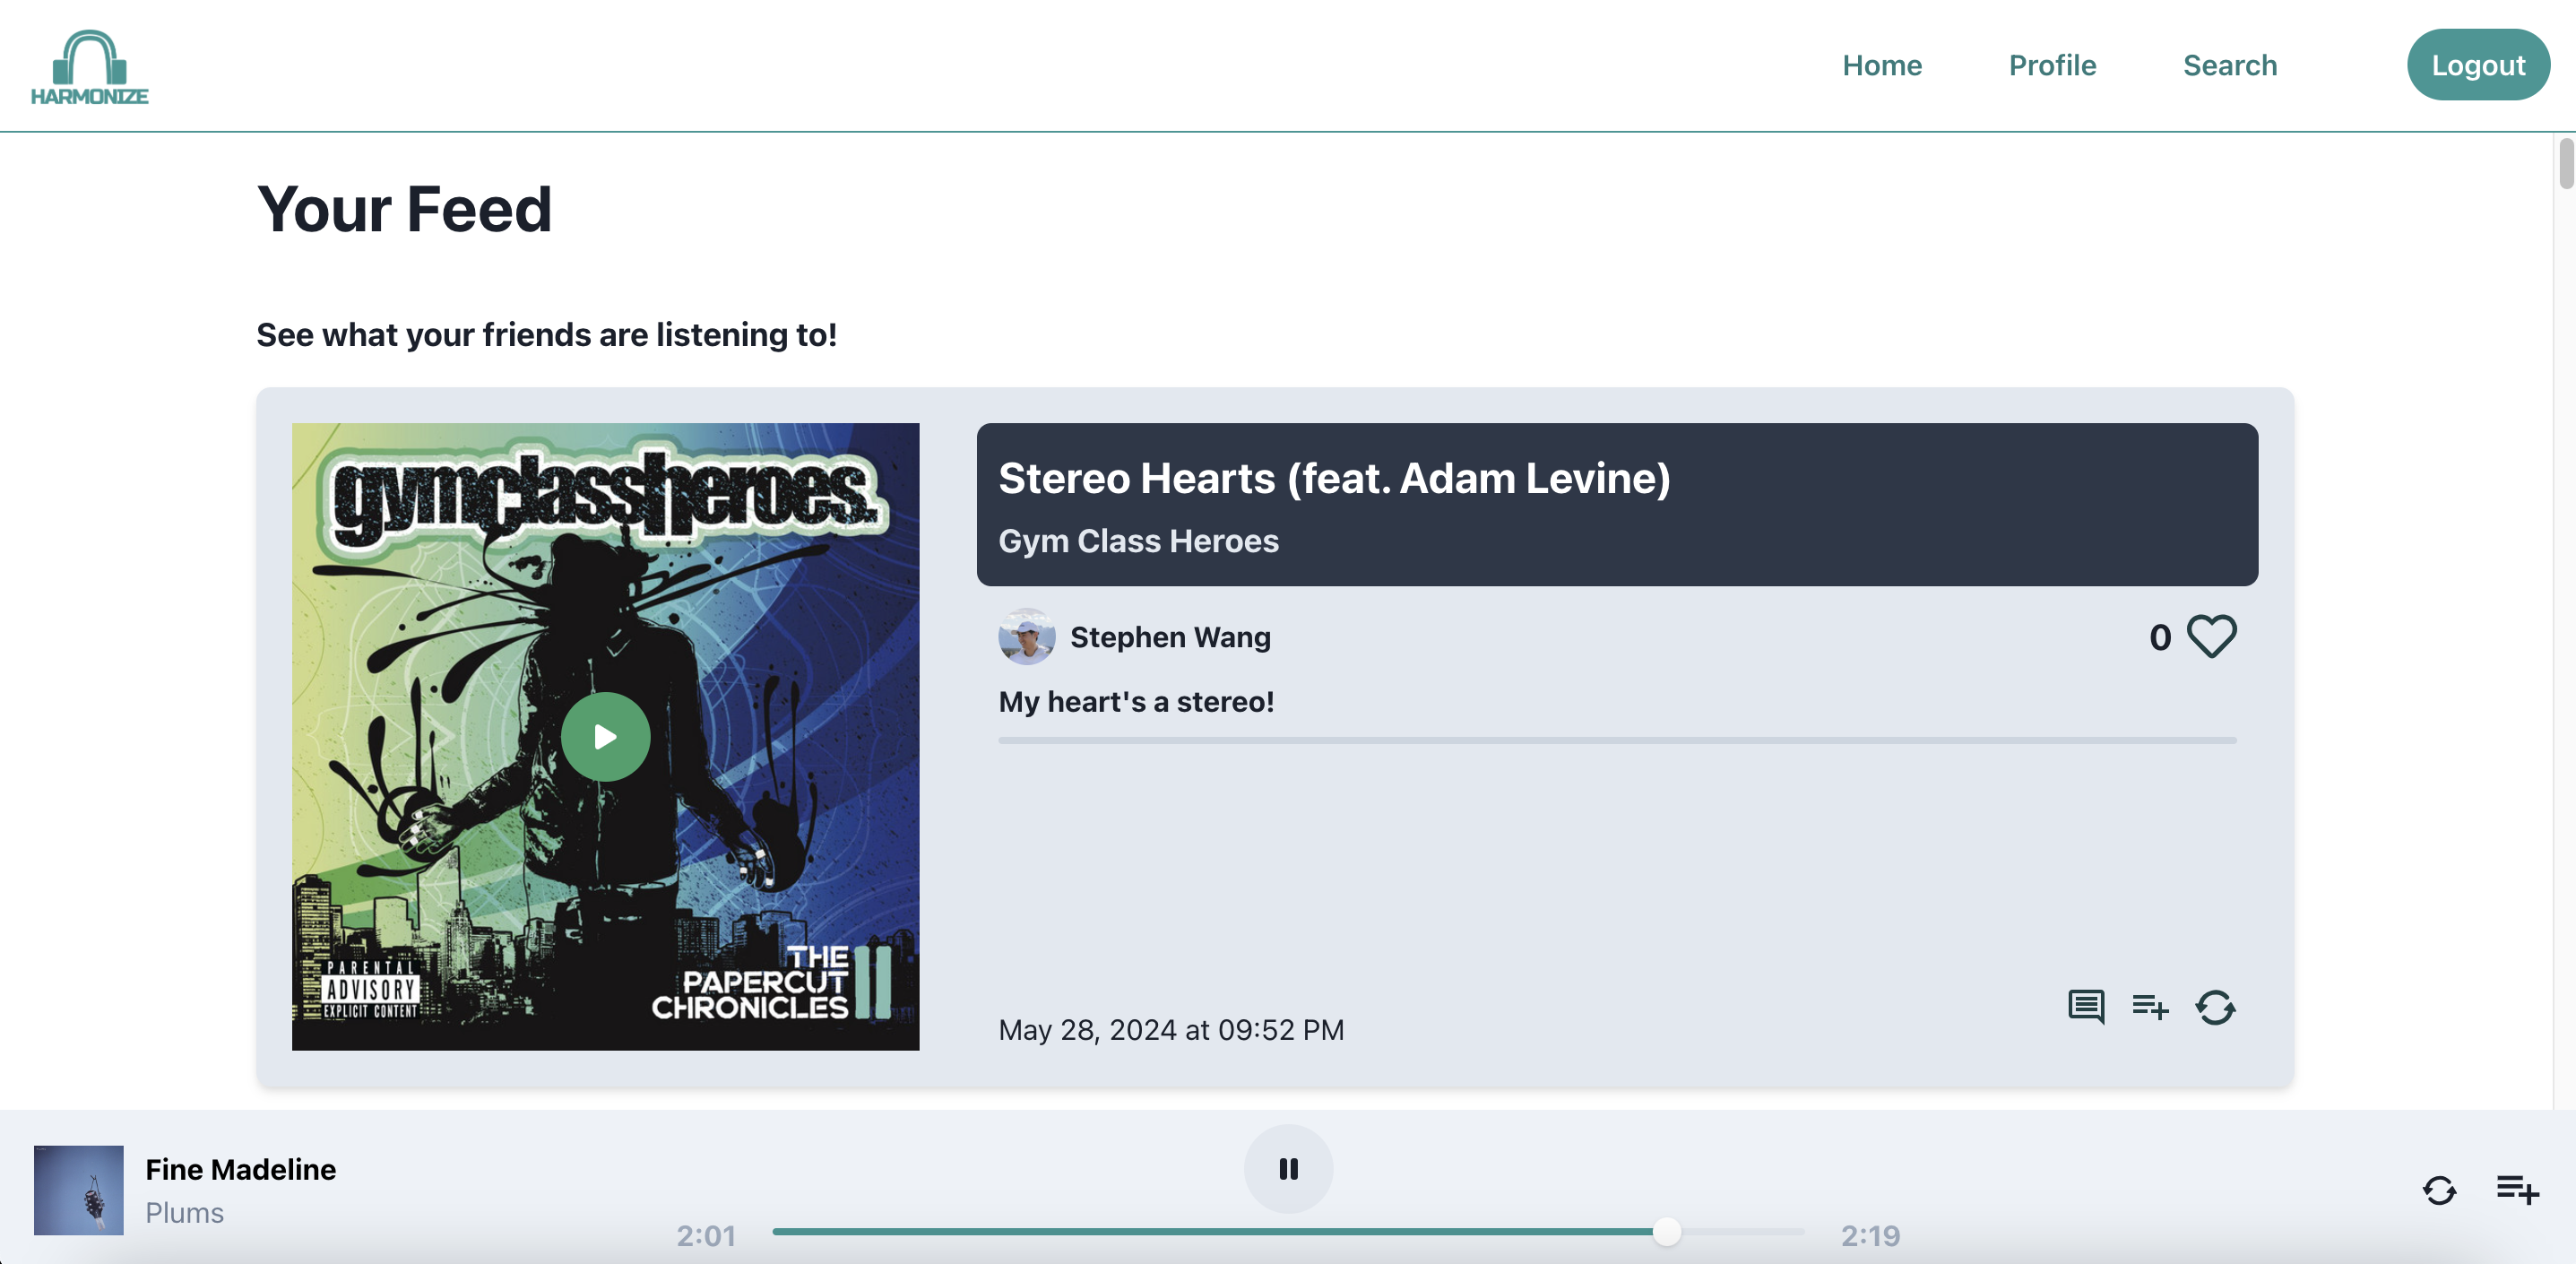 HARMONIZE
Home
Profile
Search
Logout
Your Feed
See what your friends are listening to!
gymclassheroes.
PARENTAL
ADVISORY
EXPLICIT CONTENT
THE
PAPERCUT
CHRONICLES II
Stereo Hearts (feat. Adam Levine)
Gym Class Heroes
Stephen Wang
0
My heart's a stereo!
May 28, 2024 at 09:52 PM
Fine Madeline
Plums
2:01
2:19